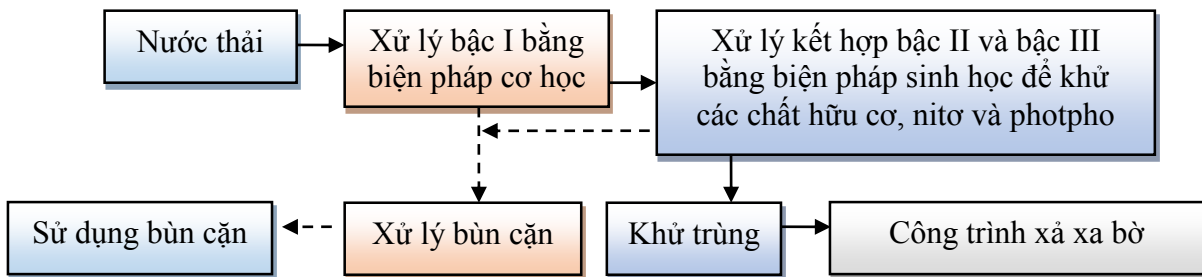 Nước thải
Xử lý bậc I bằng
biện pháp cơ học
Xử lý kết hợp bậc II và bậc III
bằng biện pháp sinh học để khử
các chất hữu cơ, nitơ và photpho
Sử dụng bùn cặn
Xử lý bùn cặn
Khử trùng
Công trình xả xa bờ